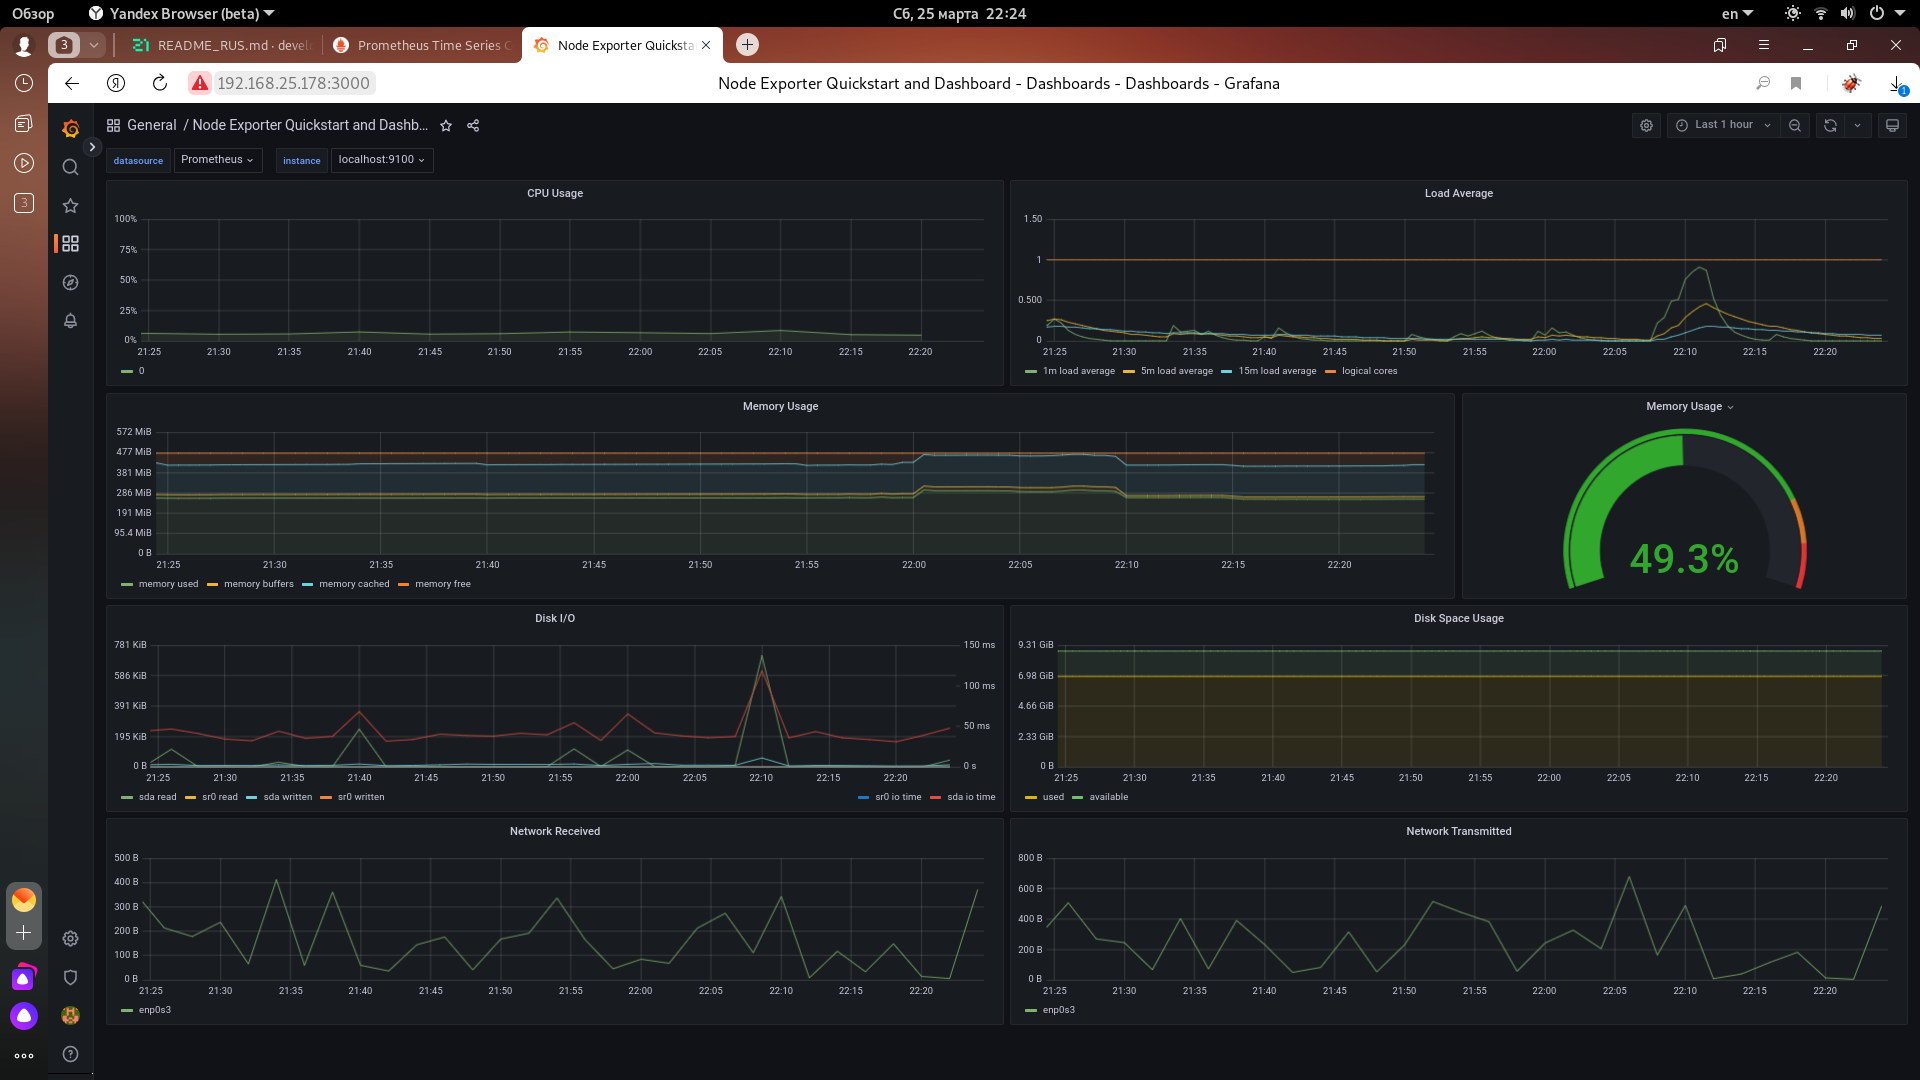 Обзор
Yandex Browser (beta)
Сб, 25 марта 22:24
en
3
README_RUS.md · devel
Prometheus Time Series C
Node Exporter Quicksta
Я
192.168.25.178:3000
Node Exporter Quickstart and Dashboard - Dashboards - Dashboards - Grafana
1
3
General / Node Exporter Quickstart and Dashb...
Last 1 hour
datasource
Prometheus
instance
localhost:9100
CPU Usage
100%
75%
50%
25%
0%
21:25 21:30 21:35 21:40 21:45 21:50 21:55 22:00 22:05 22:10 22:15 22:20
0
Load Average
1.50
1
0.500
0
21:25 21:30 21:35 21:40 21:45 21:50 21:55 22:00 22:05 22:10 22:15 22:20
1m load average 5m load average 15m load average logical cores
Memory Usage
572 MiB
477 MiB
381 MiB
286 MiB
191 MiB
95.4 MiB
0 B
21:25 21:30 21:35 21:40 21:45 21:50 21:55 22:00 22:05 22:10 22:15 22:20
memory used memory buffers memory cached memory free
Memory Usage
49.3%
Disk I/O
781 KiB
586 KiB
391 KiB
195 KiB
0 B
150 ms
100 ms
50 ms
0 s
21:25 21:30 21:35 21:40 21:45 21:50 21:55 22:00 22:05 22:10 22:15 22:20
sda read sr0 read sda written sr0 written sr0 io time sda io time
Disk Space Usage
9.31 GiB
6.98 GiB
4.66 GiB
2.33 GiB
0 B
21:25 21:30 21:35 21:40 21:45 21:50 21:55 22:00 22:05 22:10 22:15 22:20
used available
Network Received
500 B
400 B
300 B
200 B
100 B
0 B
21:25 21:30 21:35 21:40 21:45 21:50 21:55 22:00 22:05 22:10 22:15 22:20
enp0s3
Network Transmitted
800 B
600 B
400 B
200 B
0 B
21:25 21:30 21:35 21:40 21:45 21:50 21:55 22:00 22:05 22:10 22:15 22:20
enp0s3